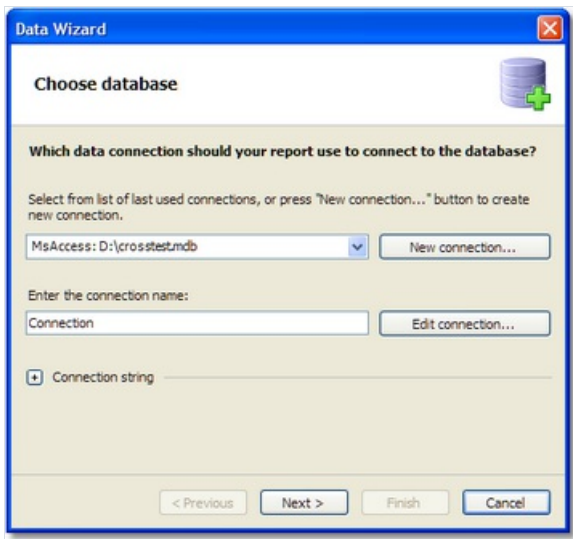 Data Wizard
Choose database
Which data connection should your report use to connect to the database?
Select from list of last used connections, or press "New connection..." button to create
new connection.
MsAccess: D:\crosstest.mdb
New connection...
Enter the connection name:
Connection
Edit connection...
Connection string
< Previous
Next >
Finish
Cancel